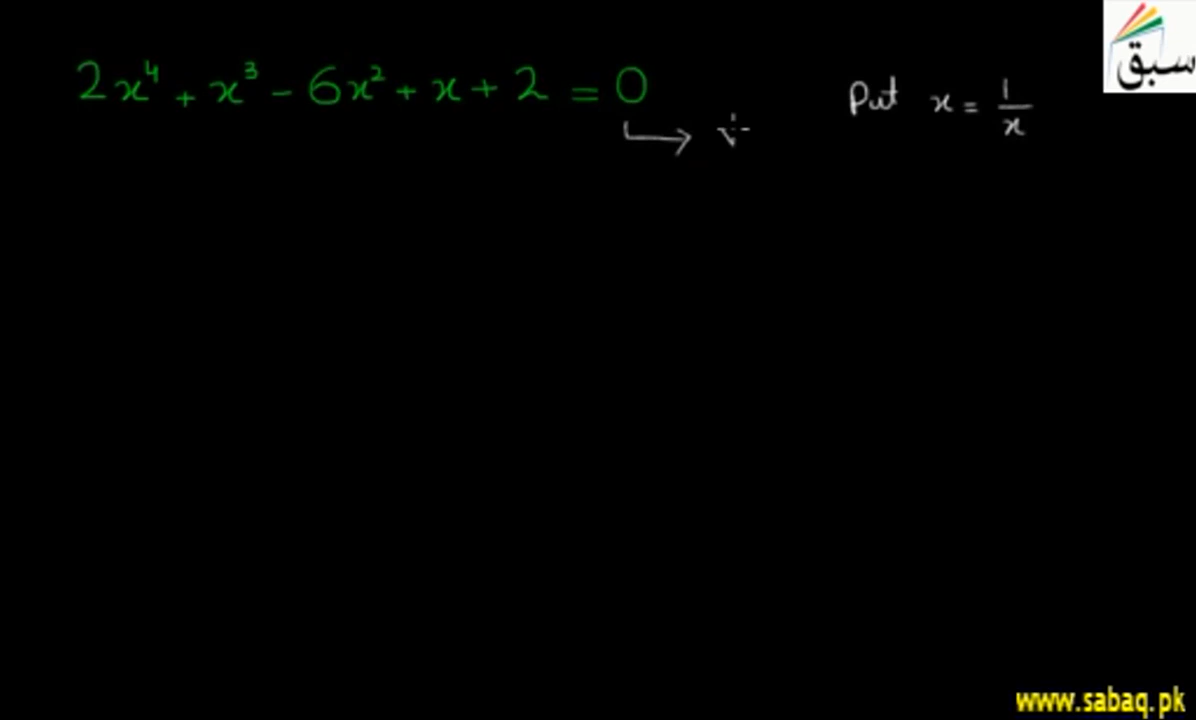 2x⁴ + x³ - 6x² + x + 2 = 0
Put x = 1/x
سبق
www.sabaq.pk